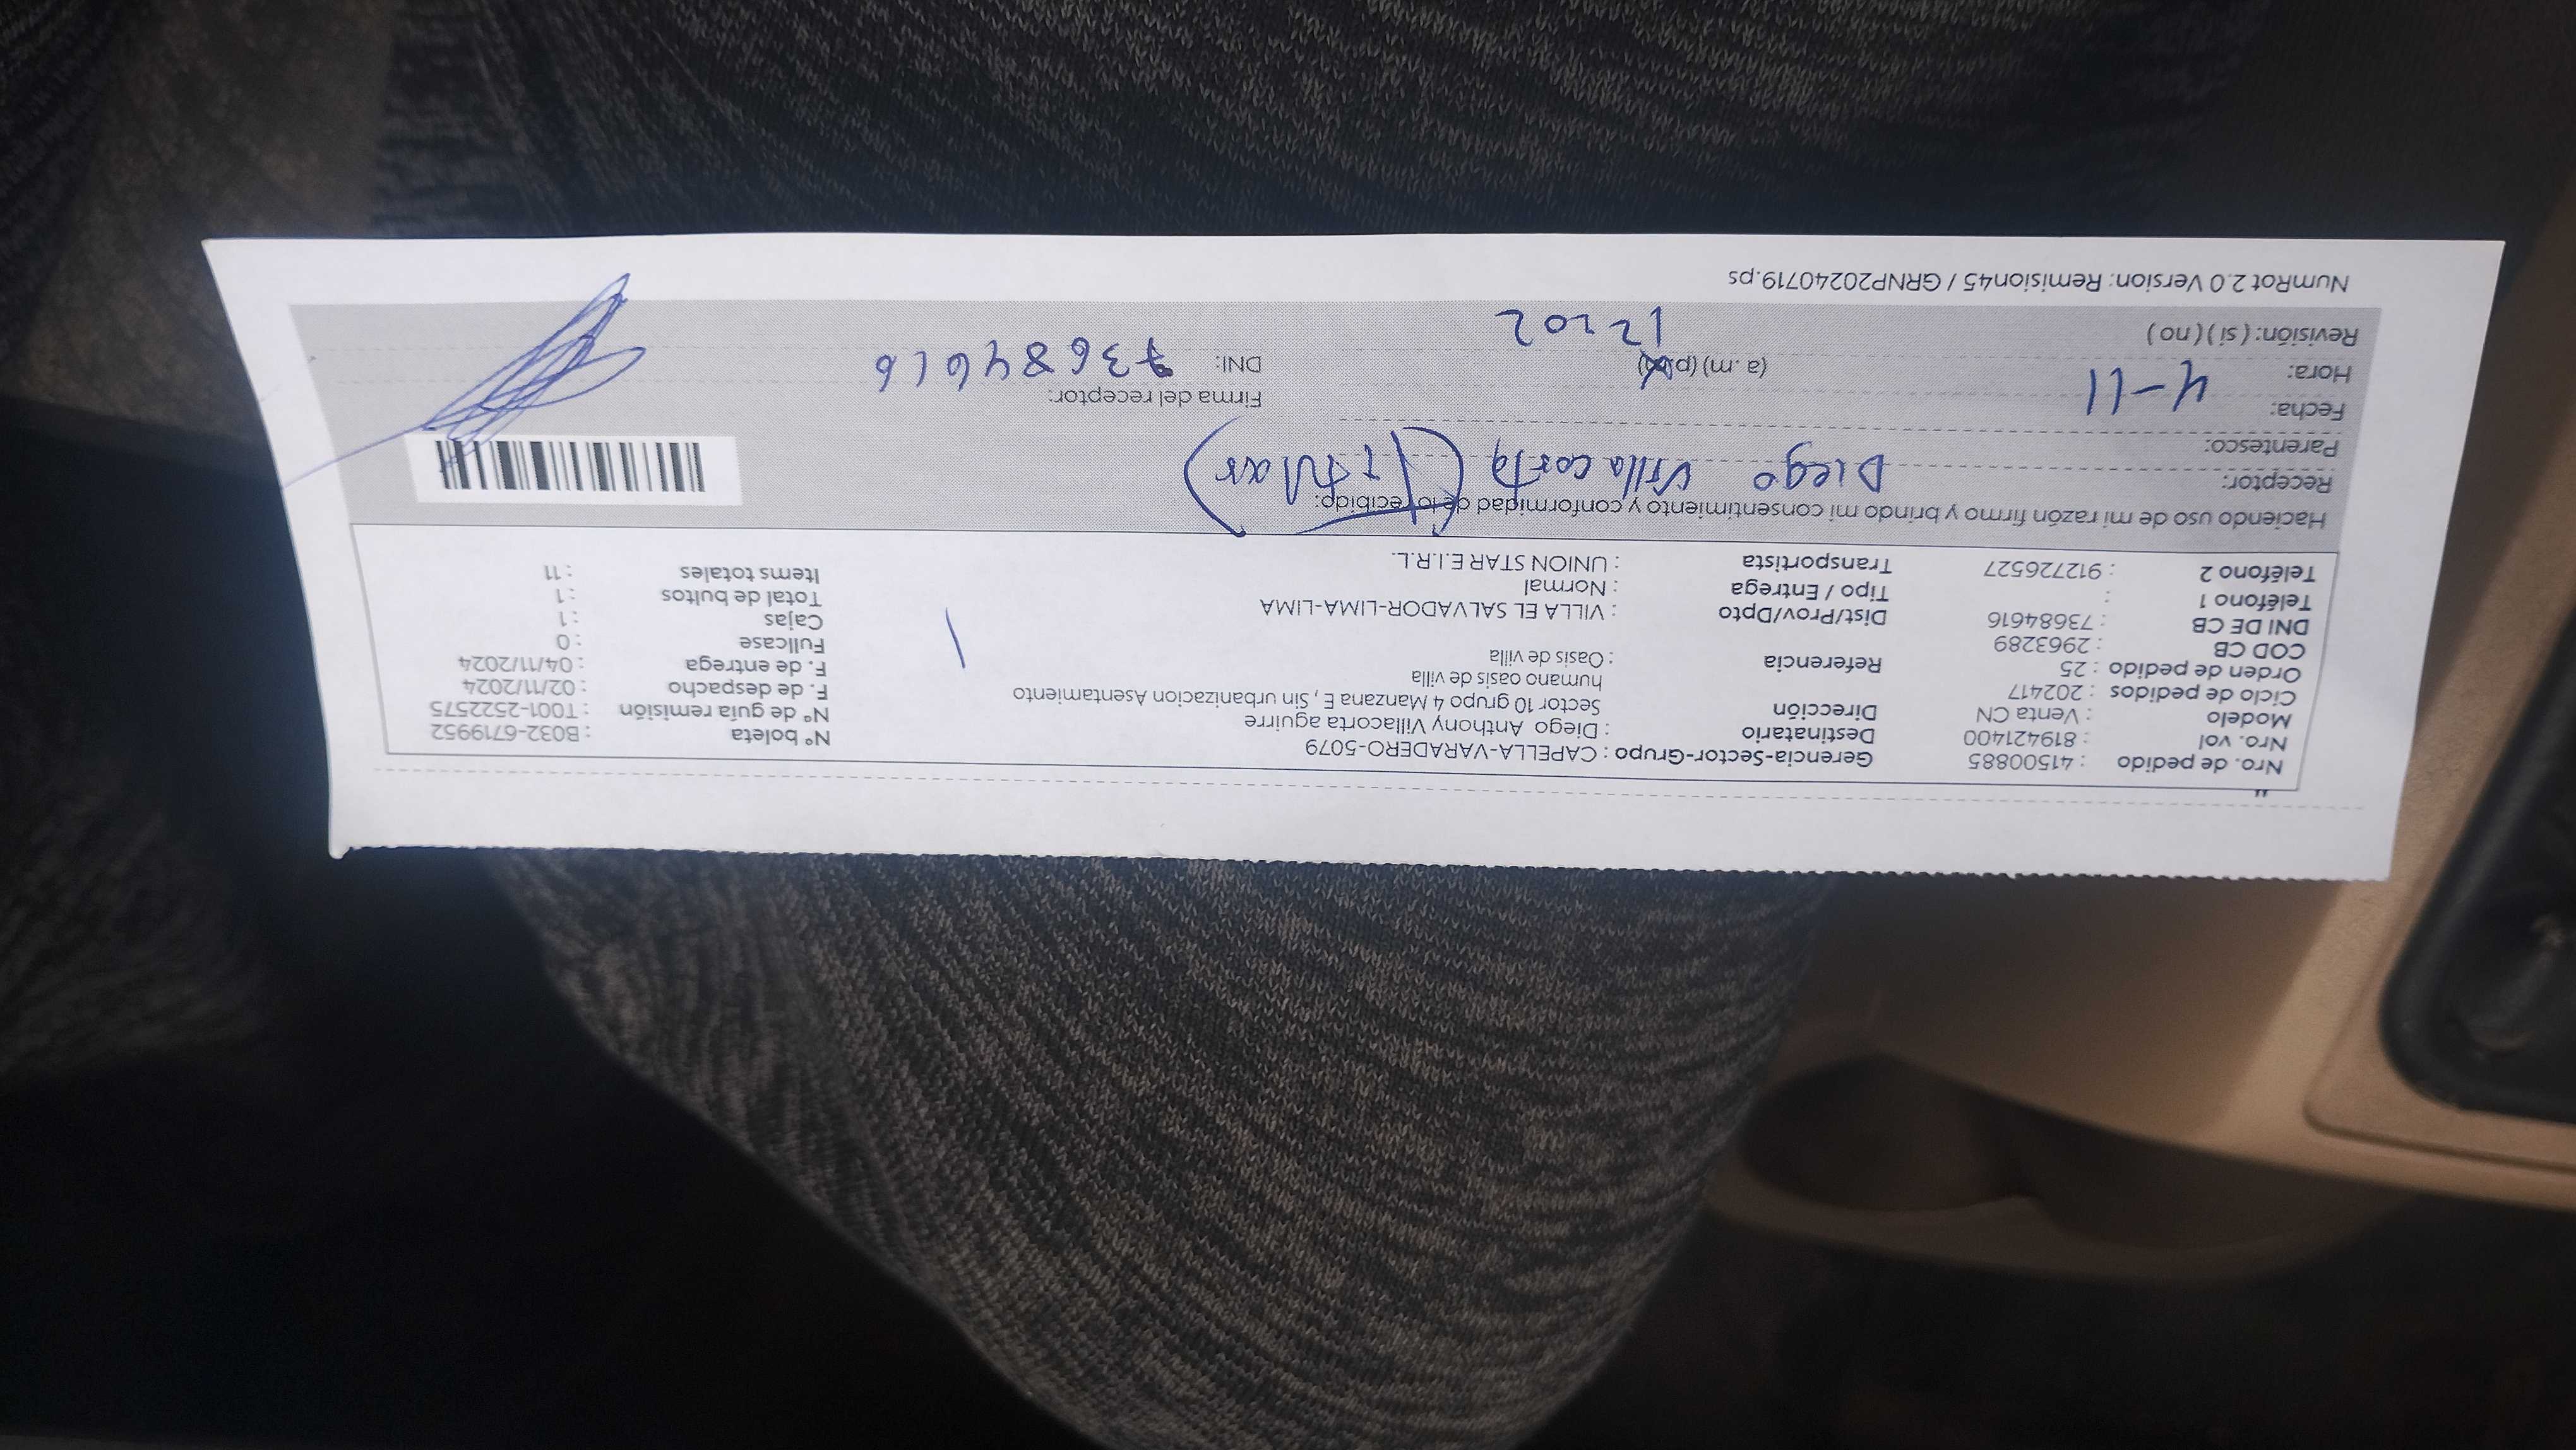 Nro. de pedido : 41500885 Gerencia-Sector-Grupo : CAPELLA-VARADERO-5079 N° boleta : B032-6719952
Nro. vol : 819421400 Destinatario : Diego Anthony Villacorta aguirre N° de guía remisión : T001-2522575
Modelo : Venta CN Dirección Sector 10 grupo 4 Manzana E , Sin urbanizacion Asentamiento F. de despacho : 02/11/2024
Ciclo de pedidos : 202417 humano oasis de villa F. de entrega : 04/11/2024
Orden de pedido : 25 Referencia : Oasis de villa Fullcase : 0
COD CB : 2963289 Cajas : 1
DNI DE CB : 73684616 Dist/Prov/Dpto : VILLA EL SALVADOR-LIMA-LIMA Total de bultos : 1
Teléfono 1 : Tipo / Entrega : Normal Items totales : 11
Teléfono 2 : 912726527 Transportista : UNION STAR E.I.R.L.
Haciendo uso de mi razón firmo y brindo mi consentimiento y conformidad de lo recibido:
Receptor: Diego Villacorta (Titular)
Parentesco:
Fecha: 4-11 Firma del receptor:
Hora: (a. m) (p.m) 12:02 DNI: 73684616
Revisión: ( si ) ( no )
NumRot 2.0 Version: Remision45 / GRNP20240719.ps